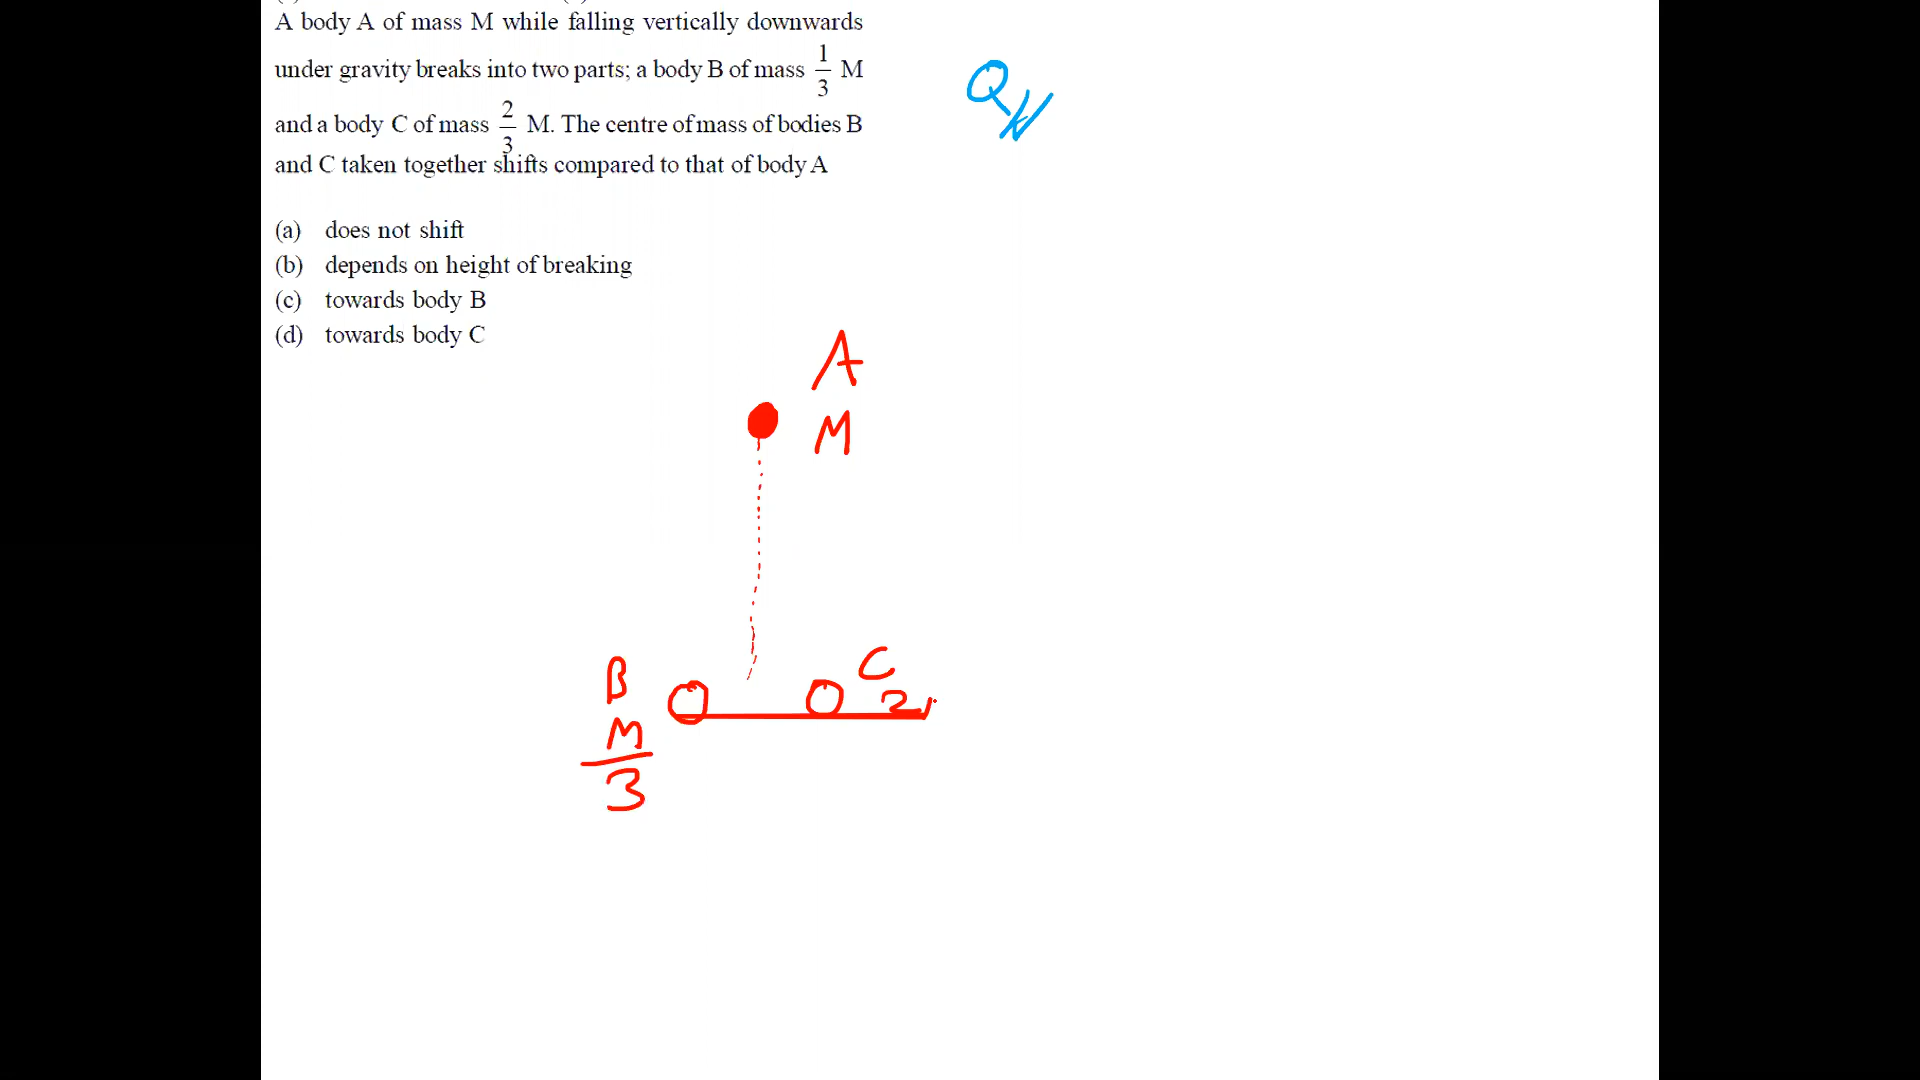 A body A of mass M while falling vertically downwards
under gravity breaks into two parts; a body B of mass 1/3 M
and a body C of mass 2/3 M. The centre of mass of bodies B
and C taken together shifts compared to that of body A
(a) does not shift
(b) depends on height of breaking
(c) towards body B
(d) towards body C
A
M
B
C
2
M
3